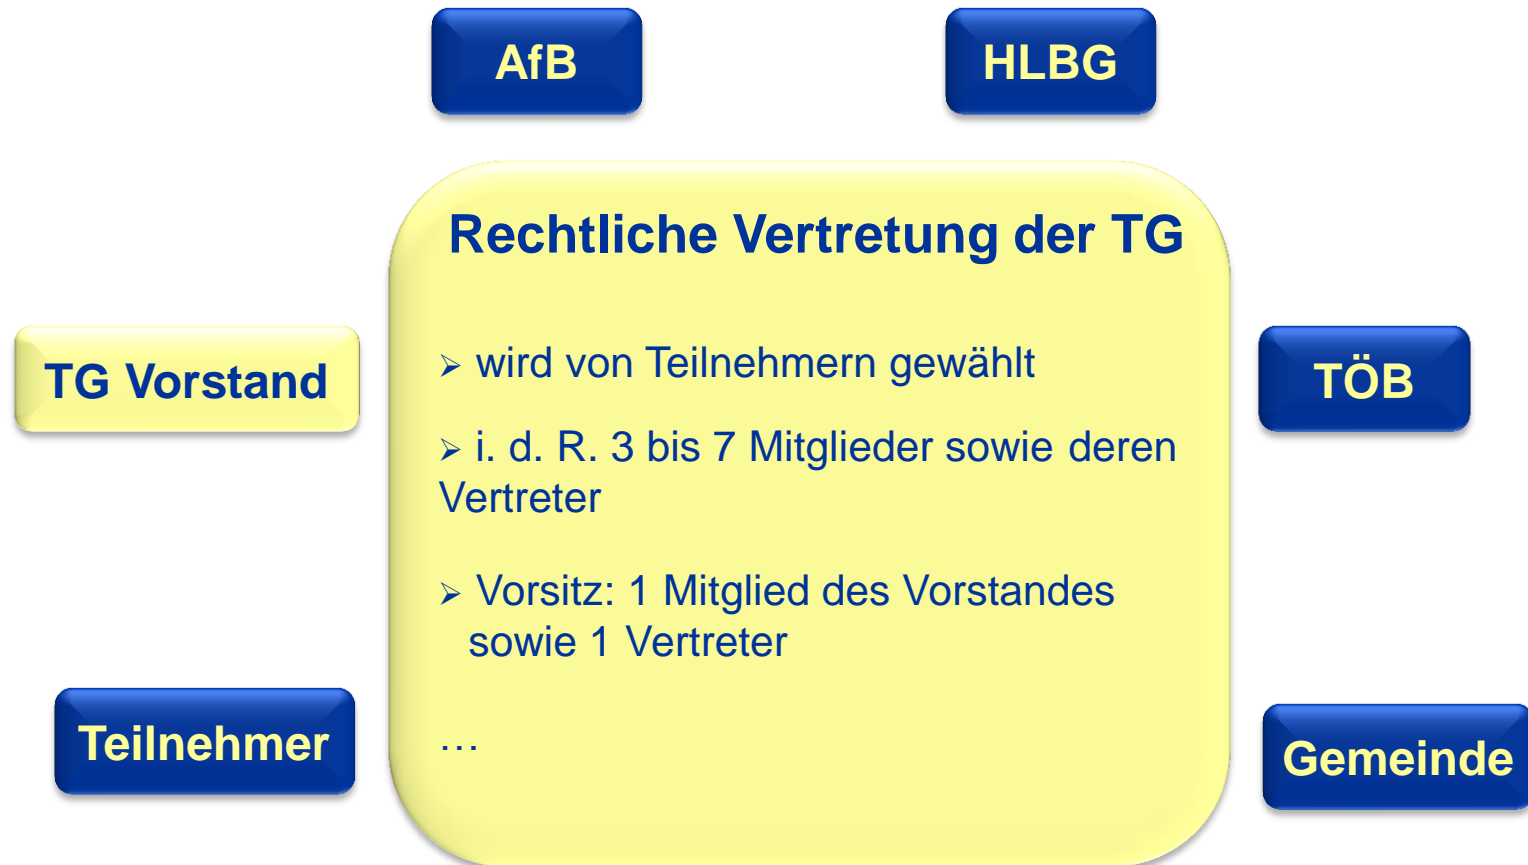 AfB
HLBG
Rechtliche Vertretung der TG
TG Vorstand
➢ wird von Teilnehmern gewählt
TÖB
➢ i. d. R. 3 bis 7 Mitglieder sowie deren
Vertreter
➢ Vorsitz: 1 Mitglied des Vorstandes
sowie 1 Vertreter
Teilnehmer
…
Gemeinde